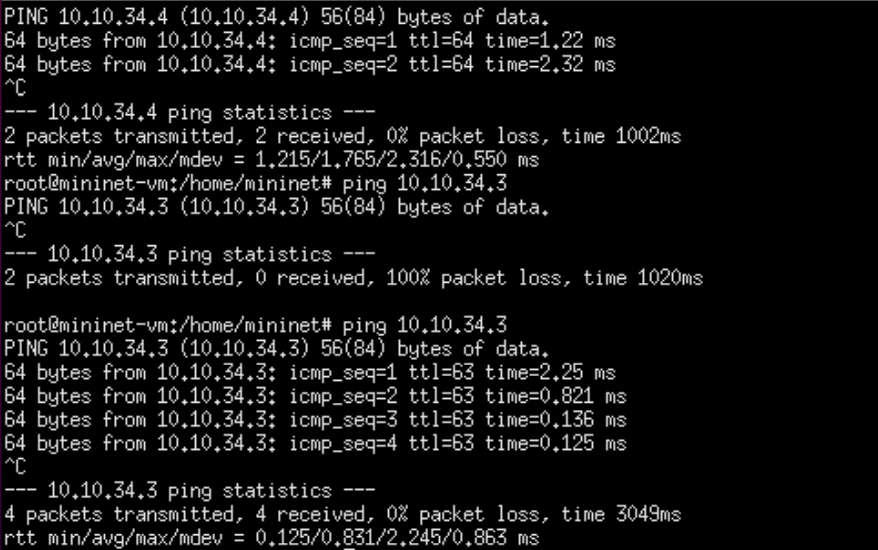 PING 10.10.34.4 (10.10.34.4) 56(84) bytes of data.
64 bytes from 10.10.34.4: icmp_seq=1 ttl=64 time=1.22 ms
64 bytes from 10.10.34.4: icmp_seq=2 ttl=64 time=2.32 ms
^C
--- 10.10.34.4 ping statistics ---
2 packets transmitted, 2 received, 0% packet loss, time 1002ms
rtt min/avg/max/mdev = 1.215/1.765/2.316/0.550 ms
root@mininet-vm:/home/mininet# ping 10.10.34.3
PING 10.10.34.3 (10.10.34.3) 56(84) bytes of data.
^C
--- 10.10.34.3 ping statistics ---
2 packets transmitted, 0 received, 100% packet loss, time 1020ms

root@mininet-vm:/home/mininet# ping 10.10.34.3
PING 10.10.34.3 (10.10.34.3) 56(84) bytes of data.
64 bytes from 10.10.34.3: icmp_seq=1 ttl=63 time=2.25 ms
64 bytes from 10.10.34.3: icmp_seq=2 ttl=63 time=0.821 ms
64 bytes from 10.10.34.3: icmp_seq=3 ttl=63 time=0.136 ms
64 bytes from 10.10.34.3: icmp_seq=4 ttl=63 time=0.125 ms
^C
--- 10.10.34.3 ping statistics ---
4 packets transmitted, 4 received, 0% packet loss, time 3049ms
rtt min/avg/max/mdev = 0.125/0.831/2.245/0.863 ms